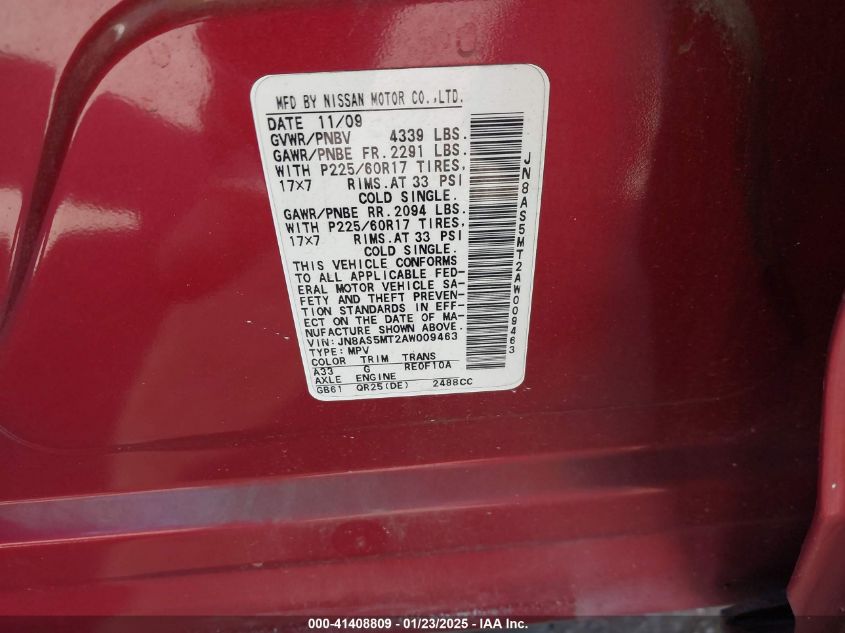 MFD BY NISSAN MOTOR CO.,LTD.
DATE 11/09
GVWR/PNBV 4339 LBS.
GAWR/PNBE FR. 2291 LBS.
WITH P225/60R17 TIRES,
17X7 RIMS.AT 33 PSI
COLD SINGLE.
GAWR/PNBE RR. 2094 LBS.
WITH P225/60R17 TIRES,
17X7 RIMS.AT 33 PSI
COLD SINGLE.
THIS VEHICLE CONFORMS
TO ALL APPLICABLE FED-
ERAL MOTOR VEHICLE SA-
FETY AND THEFT PREVEN-
TION STANDARDS IN EFF-
ECT ON THE DATE OF MA-
NUFACTURE SHOWN ABOVE.
VIN: JN8AS5MT2AW009463
TYPE: MPV
COLOR TRIM TRANS
A33 G RE0F10A
AXLE ENGINE
GB61 QR25(DE) 2488CC
JN8AS5MT2AW009463
000-41408809 - 01/23/2025 - IAA Inc.